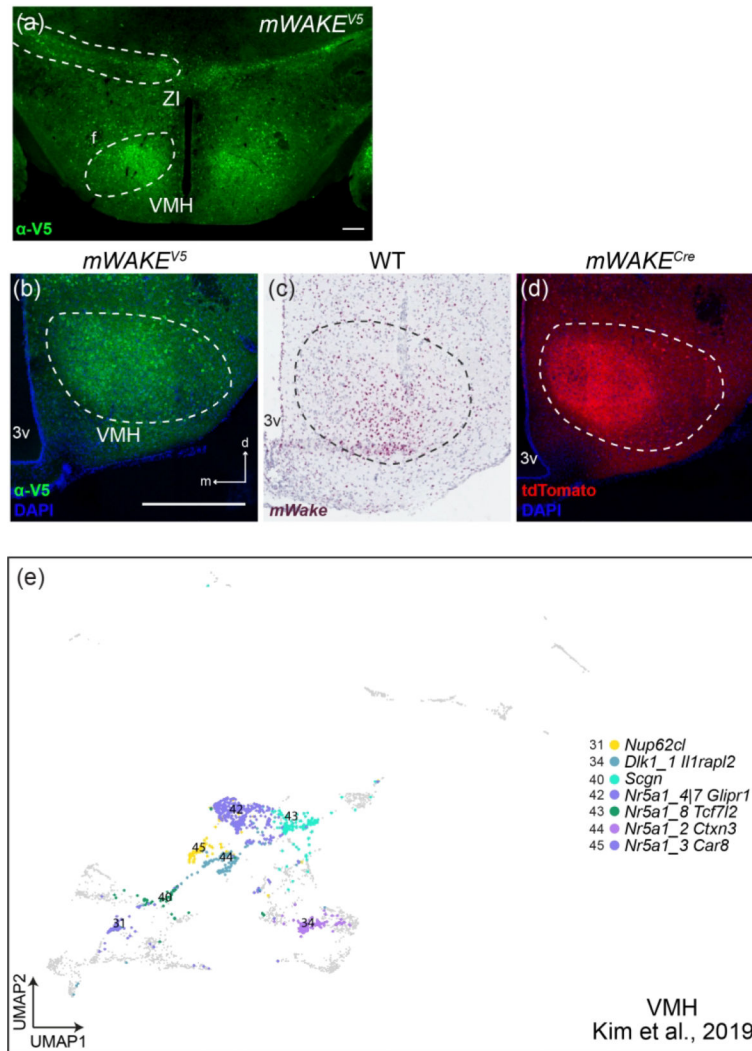 (a)
mWAKE^V5
ZI
f
VMH
α-V5
mWAKE^V5
WT
mWAKE^Cre
(b)
(c)
(d)
3v
VMH
d
m
α-V5
DAPI
3v
mWake
3v
tdTomato
DAPI
(e)
31 Nup62cl
34 Dlk1_1 Il1rapl2
40 Scgn
42 Nr5a1_4|7 Glipr1
43 Nr5a1_8 Tcf7l2
44 Nr5a1_2 Ctxn3
45 Nr5a1_3 Car8
42
43
45
44
40
31
34
UMAP2
UMAP1
VMH
Kim et al., 2019